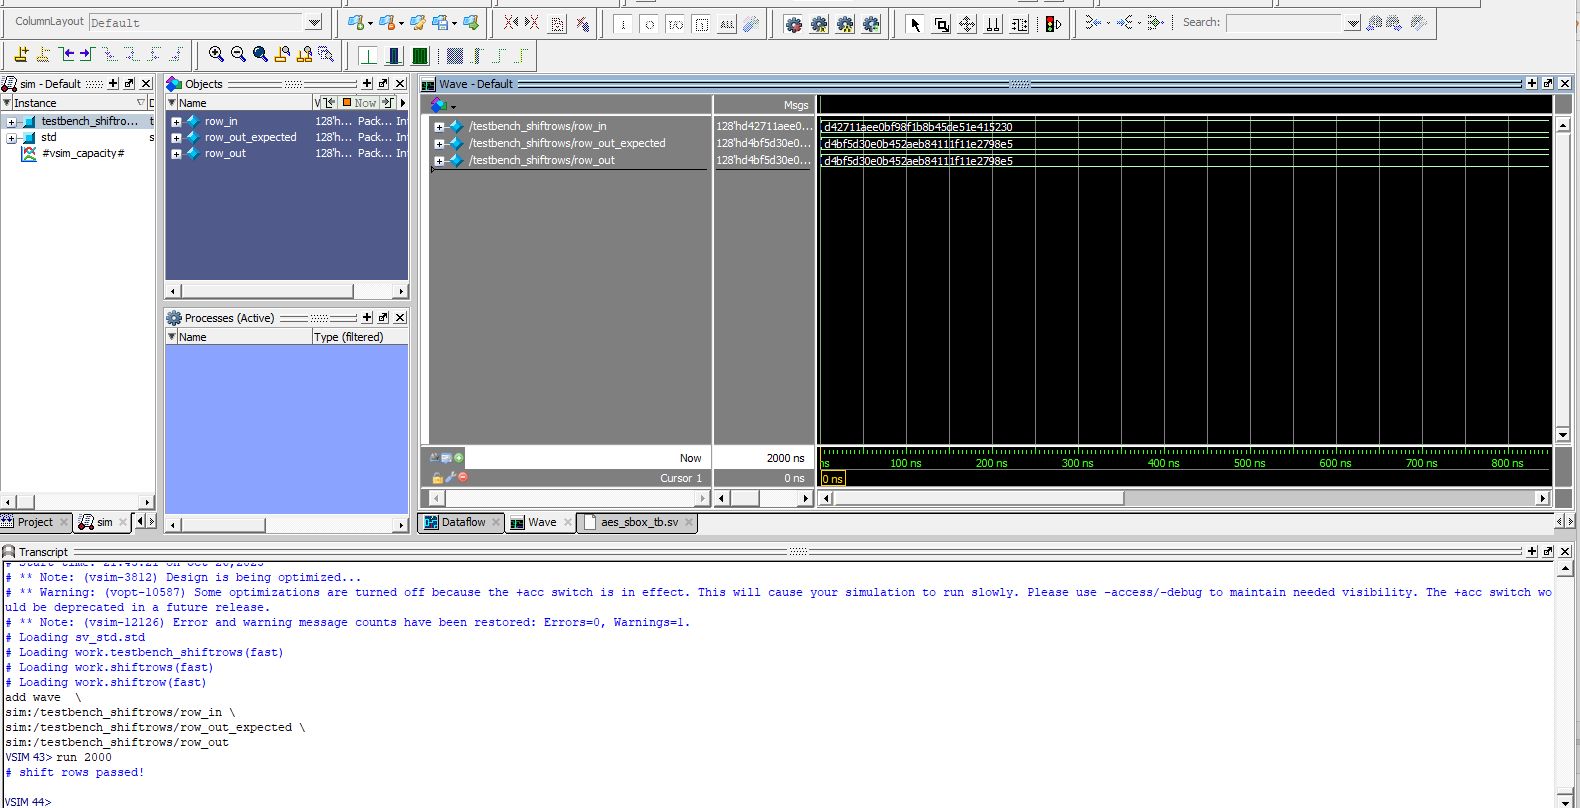 ColumnLayout Default
Search:
sim - Default
Instance
testbench_shiftro... t
std s
#vsim_capacity#
Objects
Name V Now
row_in 128'h... Pack... Int
row_out_expected 128'h... Pack... Int
row_out 128'h... Pack... Int
Processes (Active)
Name Type (filtered)
Project sim
Wave - Default
Msgs
/testbench_shiftrows/row_in 128'hd42711aee0... d42711aee0bf98f1b8b45de51e415230
/testbench_shiftrows/row_out_expected 128'hd4bf5d30e0... d4bf5d30e0b452aeb84111f11e2798e5
/testbench_shiftrows/row_out 128'hd4bf5d30e0... d4bf5d30e0b452aeb84111f11e2798e5
Now 2000 ns
ns 100 ns 200 ns 300 ns 400 ns 500 ns 600 ns 700 ns 800 ns
Cursor 1 0 ns 0 ns
Dataflow Wave aes_sbox_tb.sv
Transcript
# ** Note: (vsim-3812) Design is being optimized...
# ** Warning: (vopt-10587) Some optimizations are turned off because the +acc switch is in effect. This will cause your simulation to run slowly. Please use -access/-debug to maintain needed visibility. The +acc switch wo
uld be deprecated in a future release.
# ** Note: (vsim-12126) Error and warning message counts have been restored: Errors=0, Warnings=1.
# Loading sv_std.std
# Loading work.testbench_shiftrows(fast)
# Loading work.shiftrows(fast)
# Loading work.shiftrow(fast)
add wave \
sim:/testbench_shiftrows/row_in \
sim:/testbench_shiftrows/row_out_expected \
sim:/testbench_shiftrows/row_out
VSIM 43> run 2000
# shift rows passed!
VSIM 44>